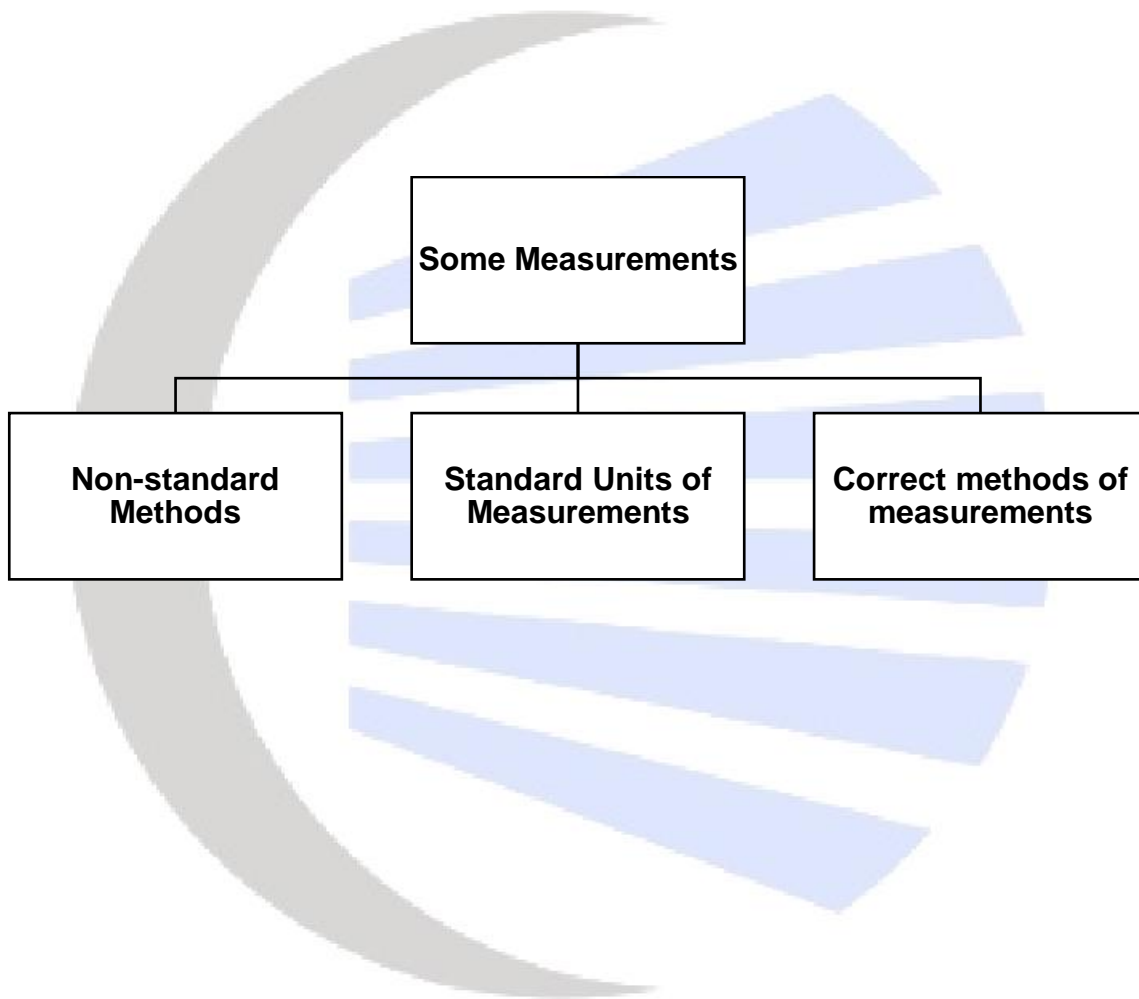 Some Measurements
Non-standard
Methods
Standard Units of
Measurements
Correct methods of
measurements